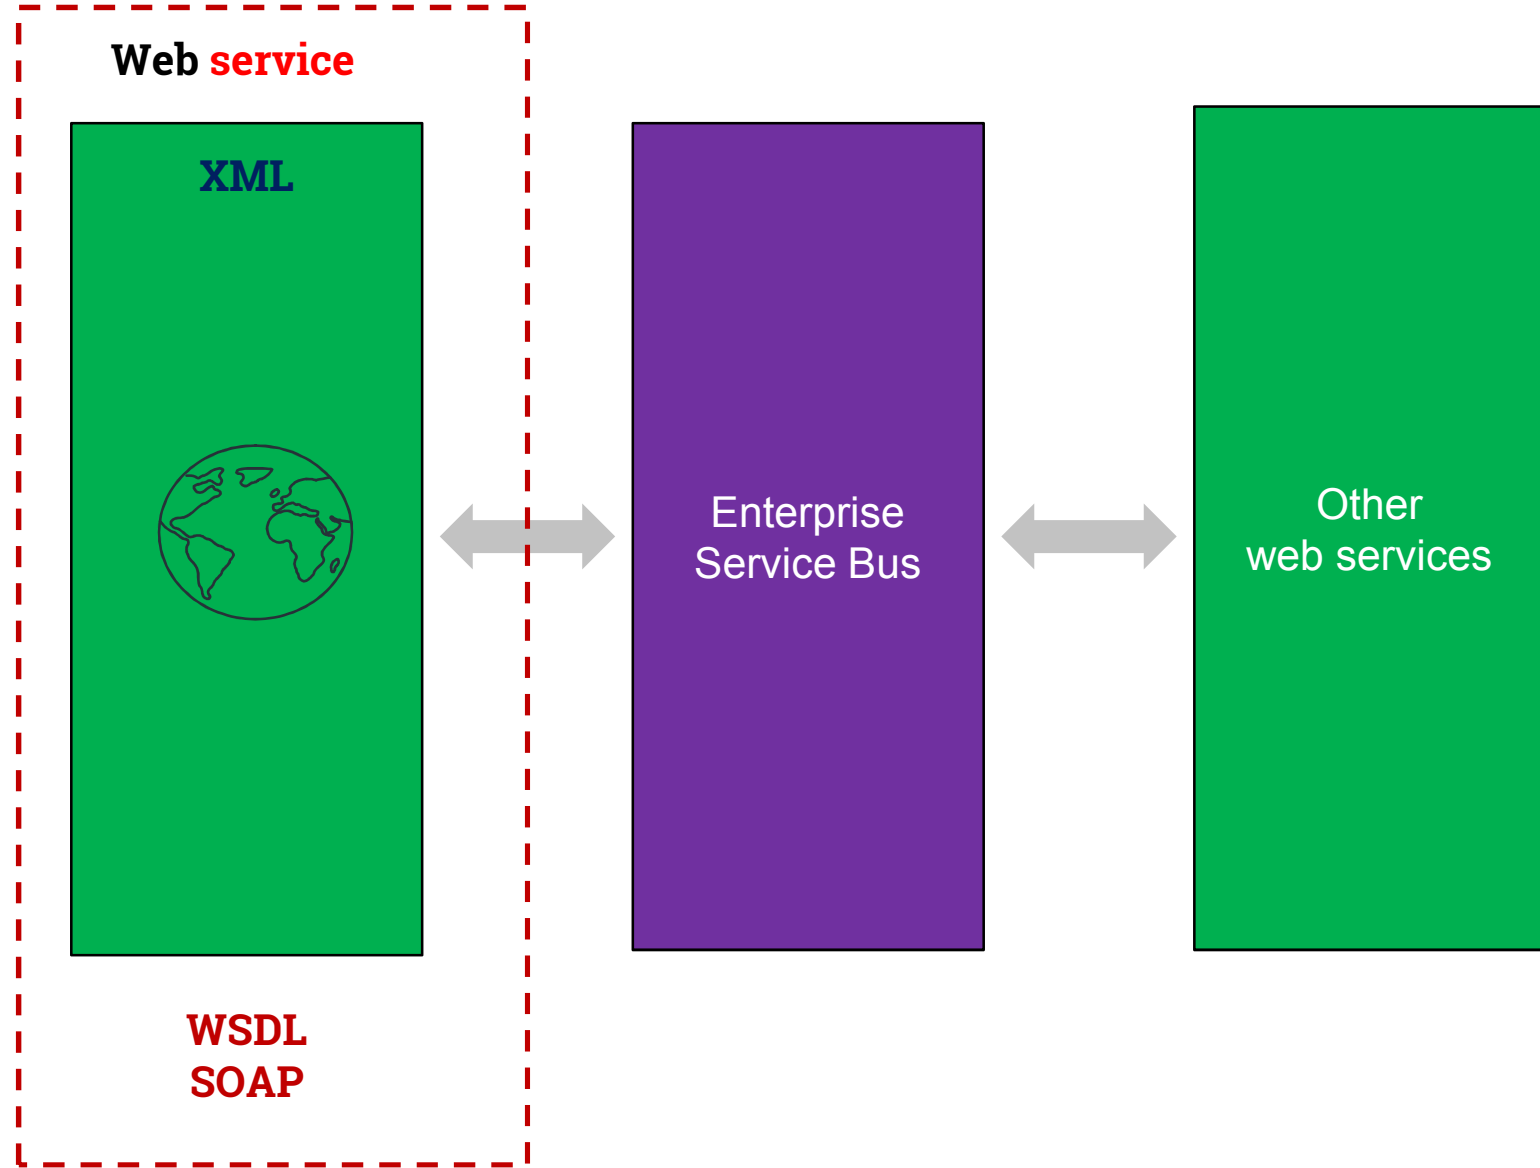 Web service
XML
Enterprise
Service Bus
Other
web services
WSDL
SOAP